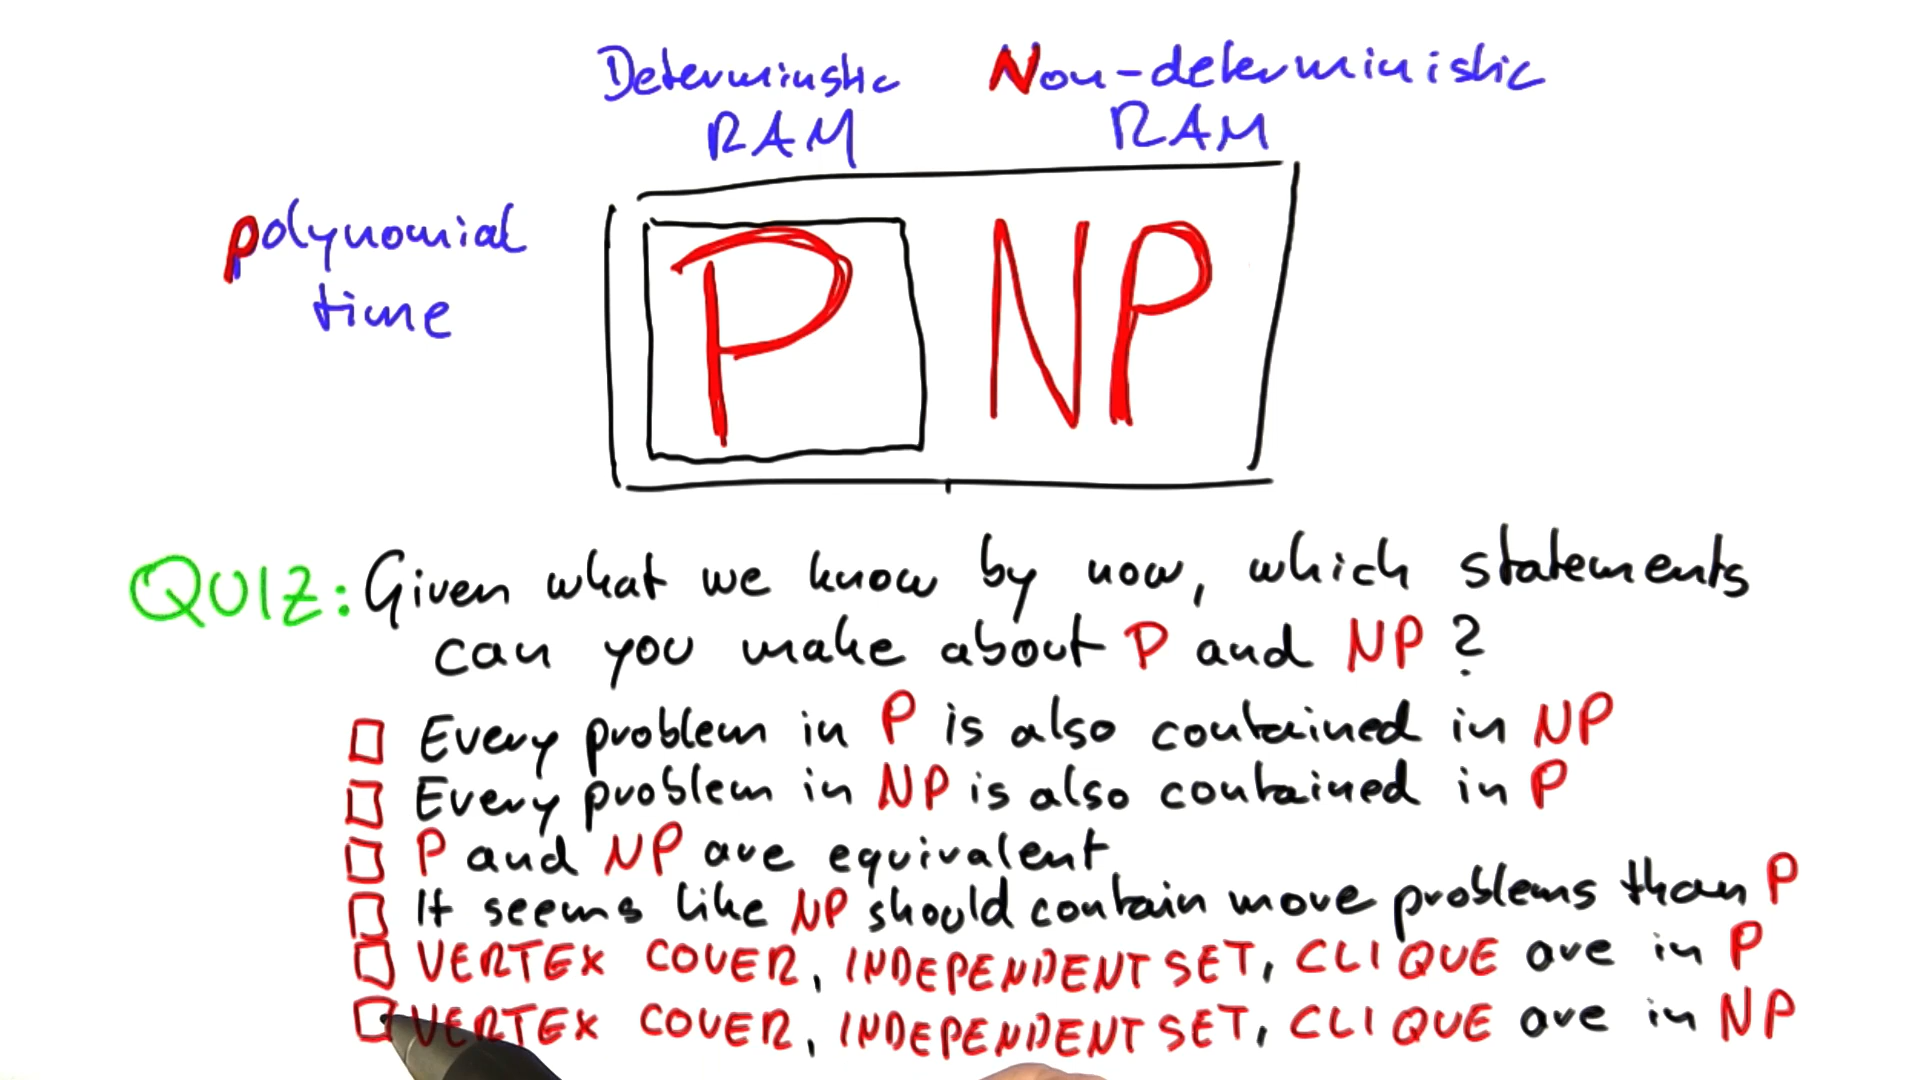 Determinstic Non-deterministic
RAM RAM
polynomial
time
P NP
QUIZ: Given what we know by now, which statements
can you make about P and NP?
Every problem in P is also contained in NP
Every problem in NP is also contained in P
P and NP are equivalent
It seems like NP should contain more problems than P
VERTEX COVER, INDEPENDENT SET, CLIQUE are in P
VERTEX COVER, INDEPENDENT SET, CLIQUE are in NP